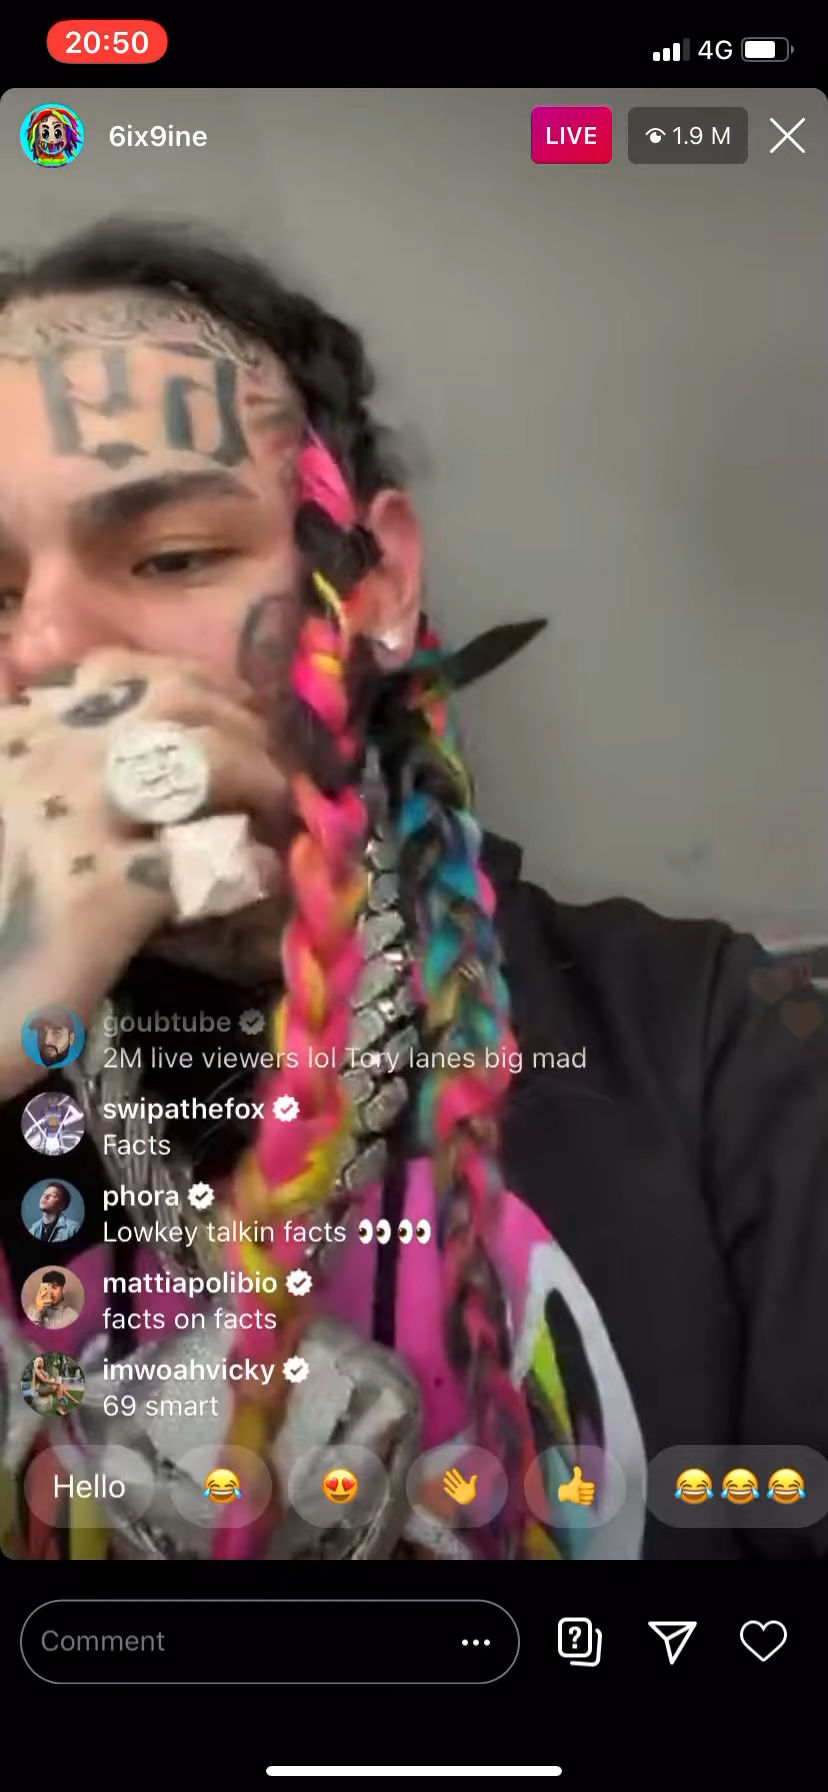 20:50
4G
6ix9ine
LIVE
1.9 M
goubtube
2M live viewers lol Tory lanes big mad
swipathefox
Facts
phora
Lowkey talkin facts 👀👀
mattiapolibio
facts on facts
imwoahvicky
69 smart
Hello 😂 😍 👋 👍 😂😂😂
Comment